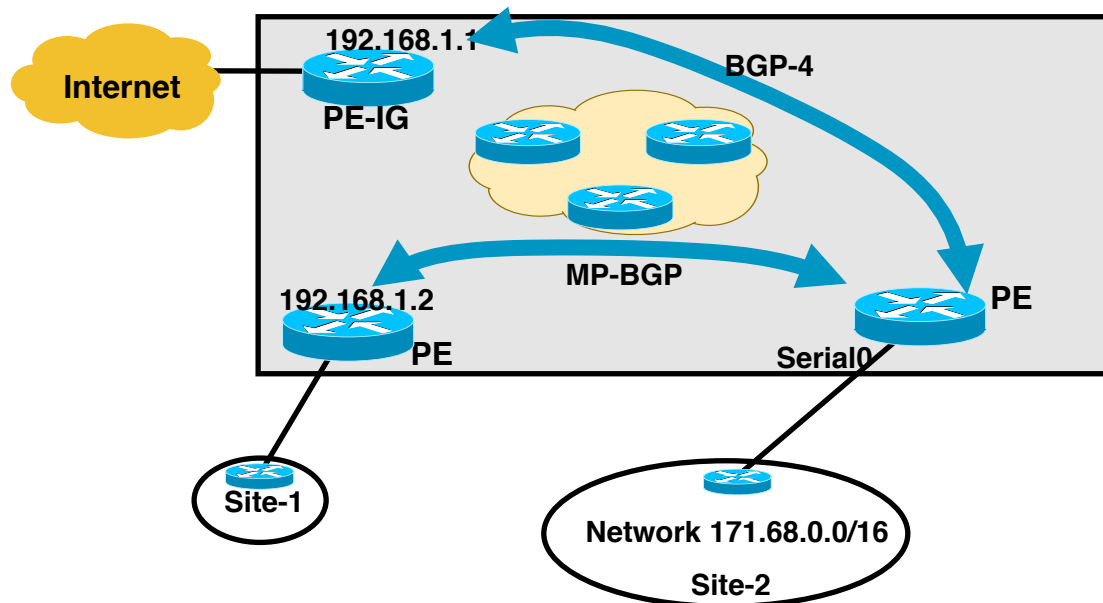 192.168.1.1
BGP-4
Internet
PE-IG
MP-BGP
192.168.1.2
PE
PE
Serial0
Site-1
Network 171.68.0.0/16
Site-2